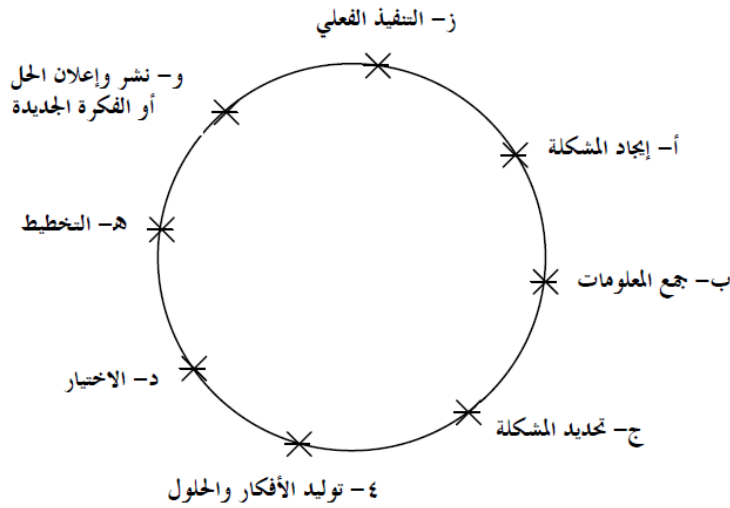 ز– التنفيذ الفعلي
و– نشر وإعلان الحل
أو الفكرة الجديدة
أ– إيجاد المشكلة
هـ– التخطيط
ب– جمع المعلومات
د– الاختيار
ج– تحديد المشكلة
٤– توليد الأفكار والحلول